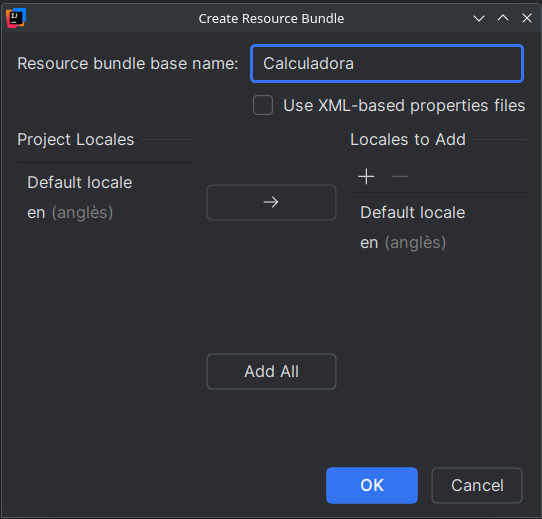 Create Resource Bundle
Resource bundle base name: Calculadora
Use XML-based properties files
Project Locales
Default locale
en (anglès)
Locales to Add
Default locale
en (anglès)
Add All
OK
Cancel